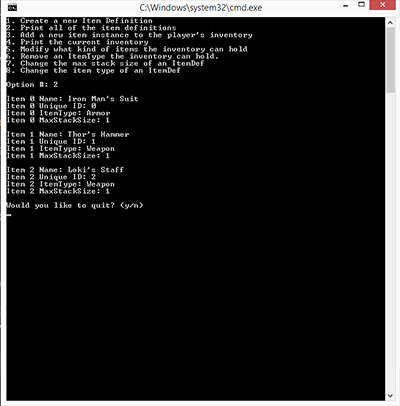 C:\Windows\system32\cmd.exe
1. Create a new Item Definition
2. Print all of the item definitions
3. Add a new item instance to the player's inventory
4. Print the current inventory
5. Modify what kind of items the inventory can hold
6. Remove an ItemType the inventory can hold.
7. Change the max stack size of an ItemDef
8. Change the item type of an ItemDef
Option #: 2
Item 0 Name: Iron Man's Suit
Item 0 Unique ID: 0
Item 0 ItemType: Armor
Item 0 MaxStackSize: 1
Item 1 Name: Thor's Hammer
Item 1 Unique ID: 1
Item 1 ItemType: Weapon
Item 1 MaxStackSize: 1
Item 2 Name: Loki's Staff
Item 2 Unique ID: 2
Item 2 ItemType: Weapon
Item 2 MaxStackSize: 1
Would you like to quit? (y/n)